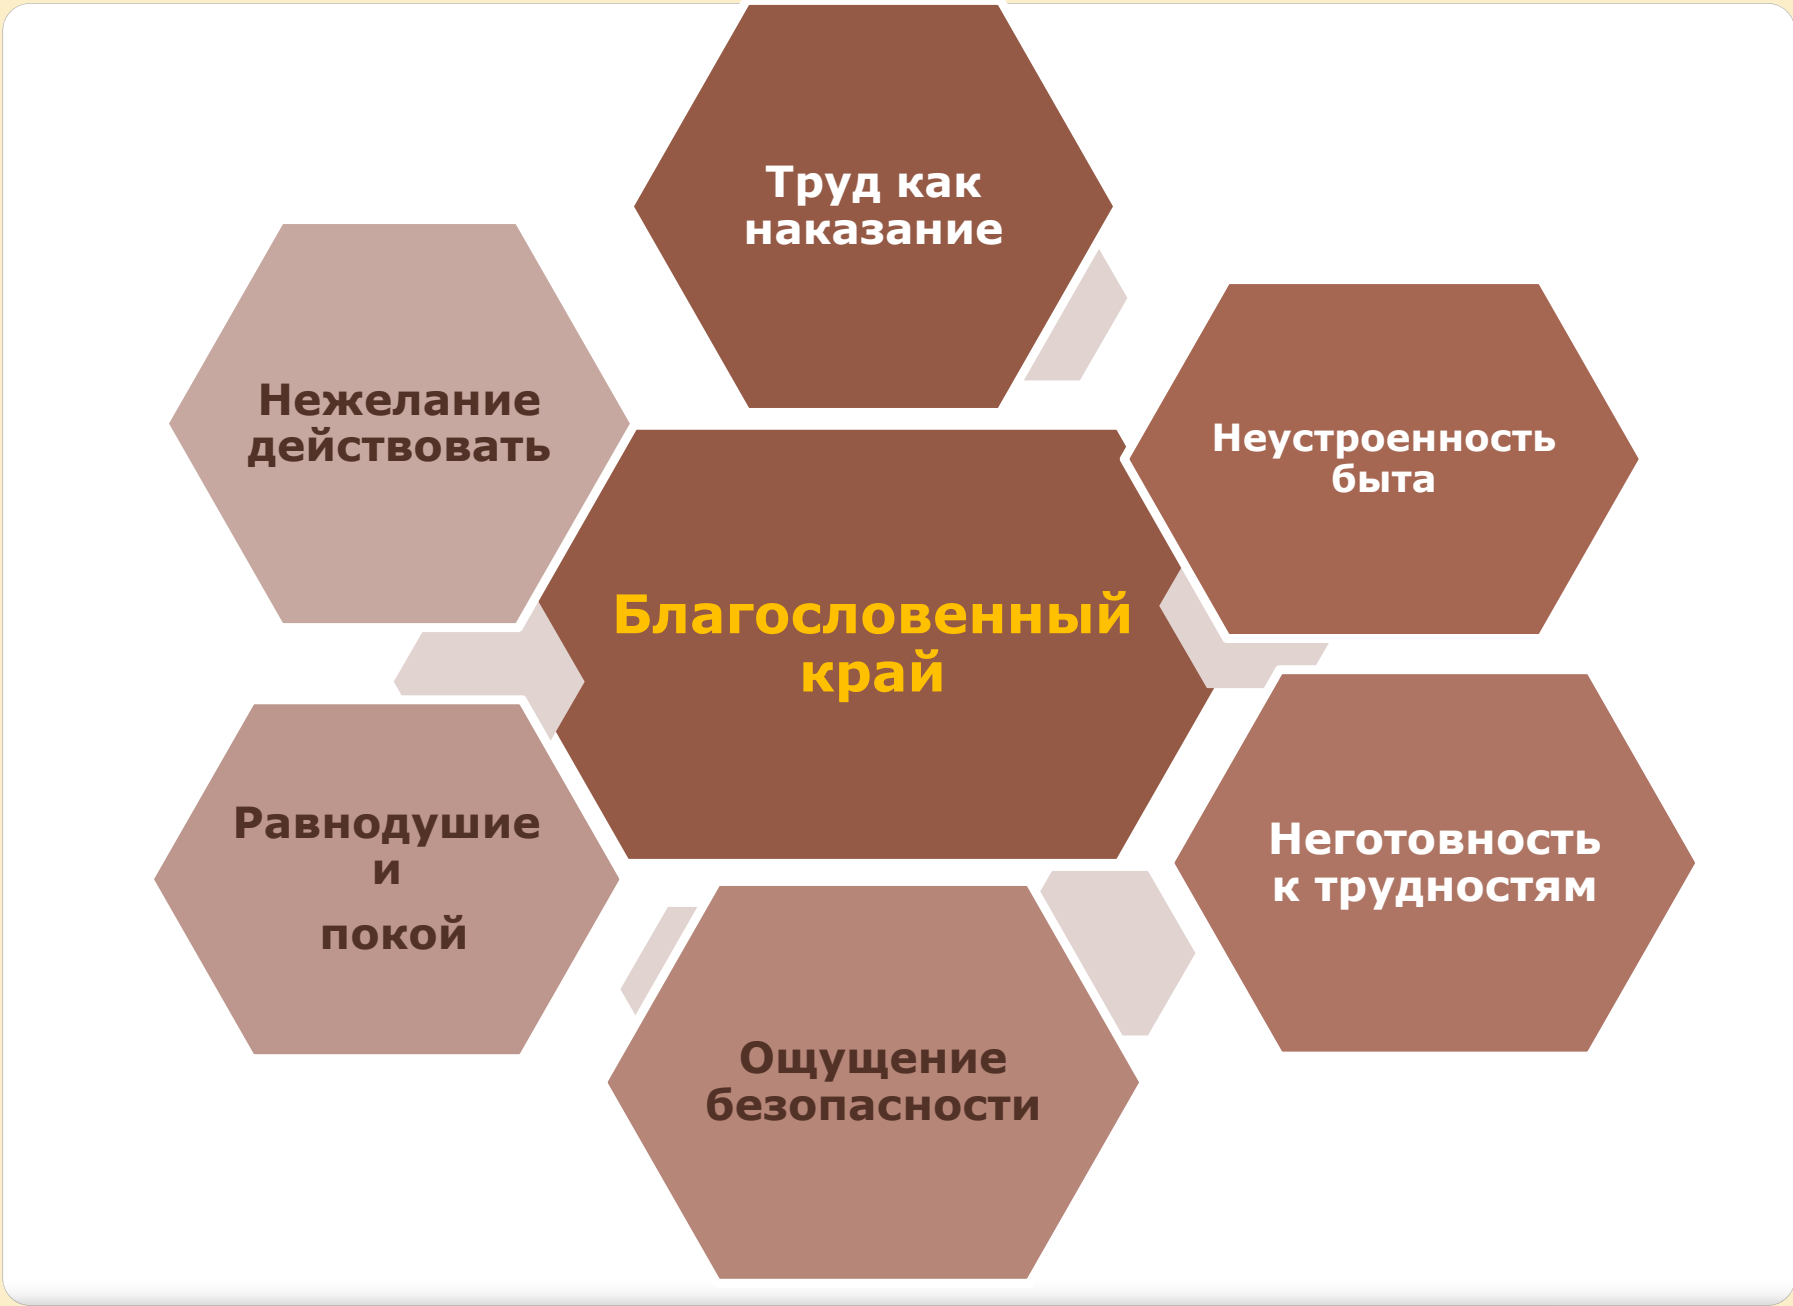 Труд как
наказание
Неустроенность
быта
Неготовность
к трудностям
Ощущение
безопасности
Равнодушие
и
покой
Нежелание
действовать
Благословенный
край